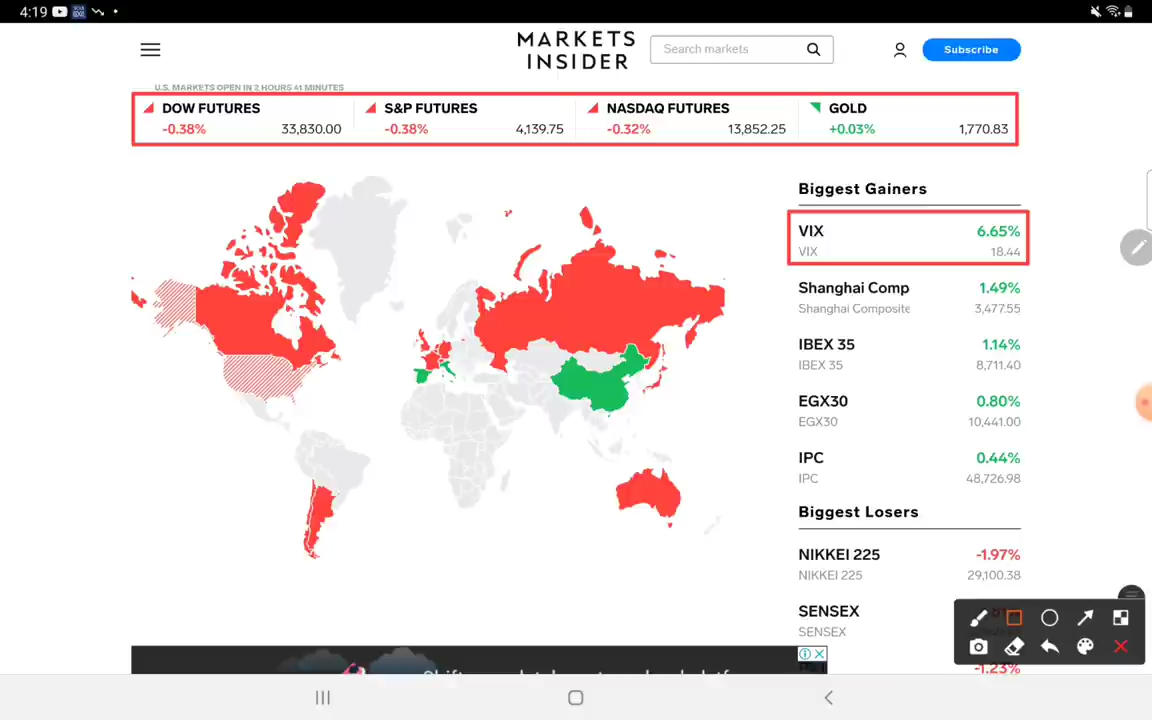 4:19
MARKETS
INSIDER
Search markets
Subscribe
U.S. MARKETS OPEN IN 2 HOURS 41 MINUTES
DOW FUTURES
-0.38% 33,830.00
S&P FUTURES
-0.38% 4,139.75
NASDAQ FUTURES
-0.32% 13,852.25
GOLD
+0.03% 1,770.83
Biggest Gainers
VIX 6.65%
VIX 18.44
Shanghai Comp 1.49%
Shanghai Composite 3,477.55
IBEX 35 1.14%
IBEX 35 8,711.40
EGX30 0.80%
EGX30 10,441.00
IPC 0.44%
IPC 48,726.98
Biggest Losers
NIKKEI 225 -1.97%
NIKKEI 225 29,100.38
SENSEX
SENSEX
-1.23%